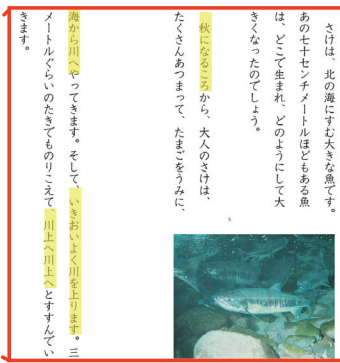 さけは、北の海にすむ大きな魚です。
あの七十センチメートルほどもある魚
は、どこで生まれ、どのようにして大
きくなったのでしょう。
秋になるころから、大人のさけは、
たくさんあつまって、たまごをうみに、
海から川へやってきます。そして、いきおいよく川を上ります。三
メートルぐらいのたきでものりこえて、川上へ川上へとすすんでい
きます。
5